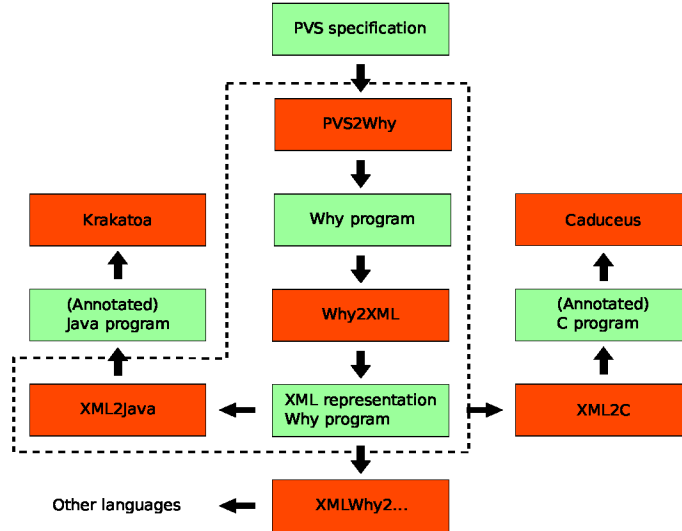 PVS specification
PVS2Why
Krakatoa
Why program
Caduceus
(Annotated)
Java program
Why2XML
(Annotated)
C program
XML2Java
XML representation
Why program
XML2C
Other languages
XMLWhy2...